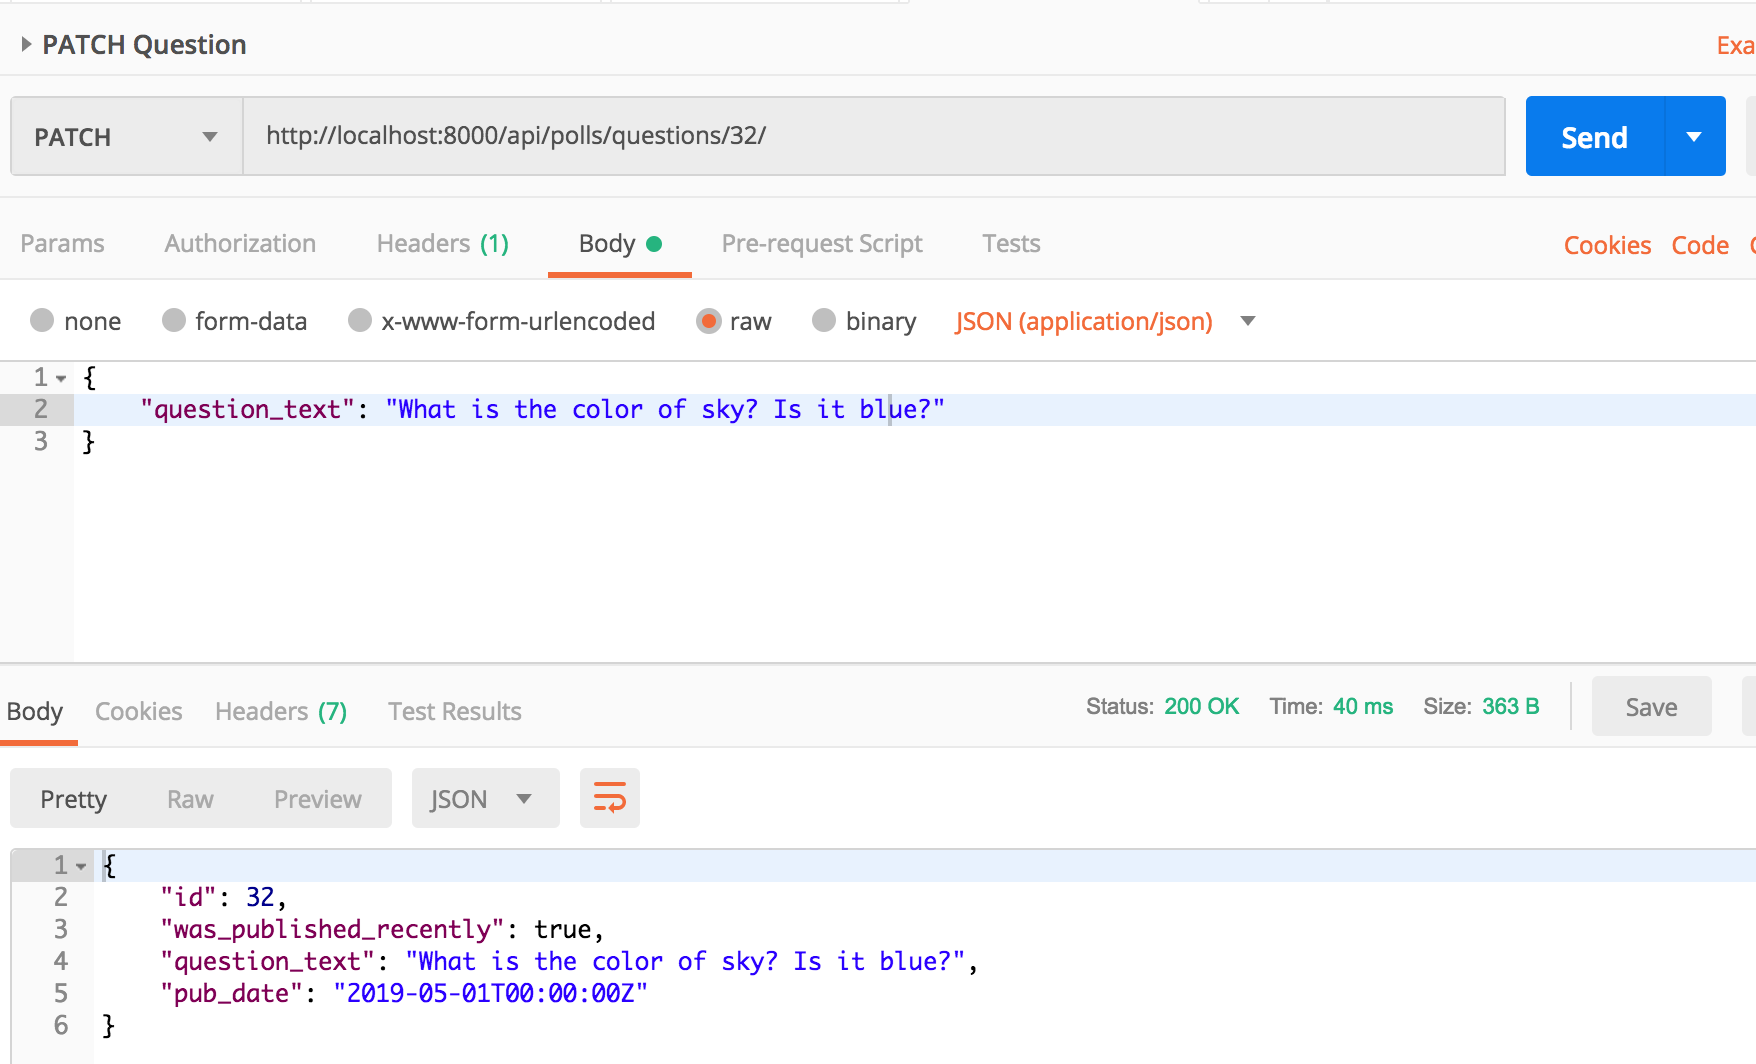 PATCH Question
Exa
PATCH http://localhost:8000/api/polls/questions/32/ Send
Params Authorization Headers (1) Body Pre-request Script Tests Cookies Code
none form-data x-www-form-urlencoded raw binary JSON (application/json)
1 {
2 "question_text": "What is the color of sky? Is it blue?"
3 }
Body Cookies Headers (7) Test Results Status: 200 OK Time: 40 ms Size: 363 B Save
Pretty Raw Preview JSON
1 {
2 "id": 32,
3 "was_published_recently": true,
4 "question_text": "What is the color of sky? Is it blue?",
5 "pub_date": "2019-05-01T00:00:00Z"
6 }